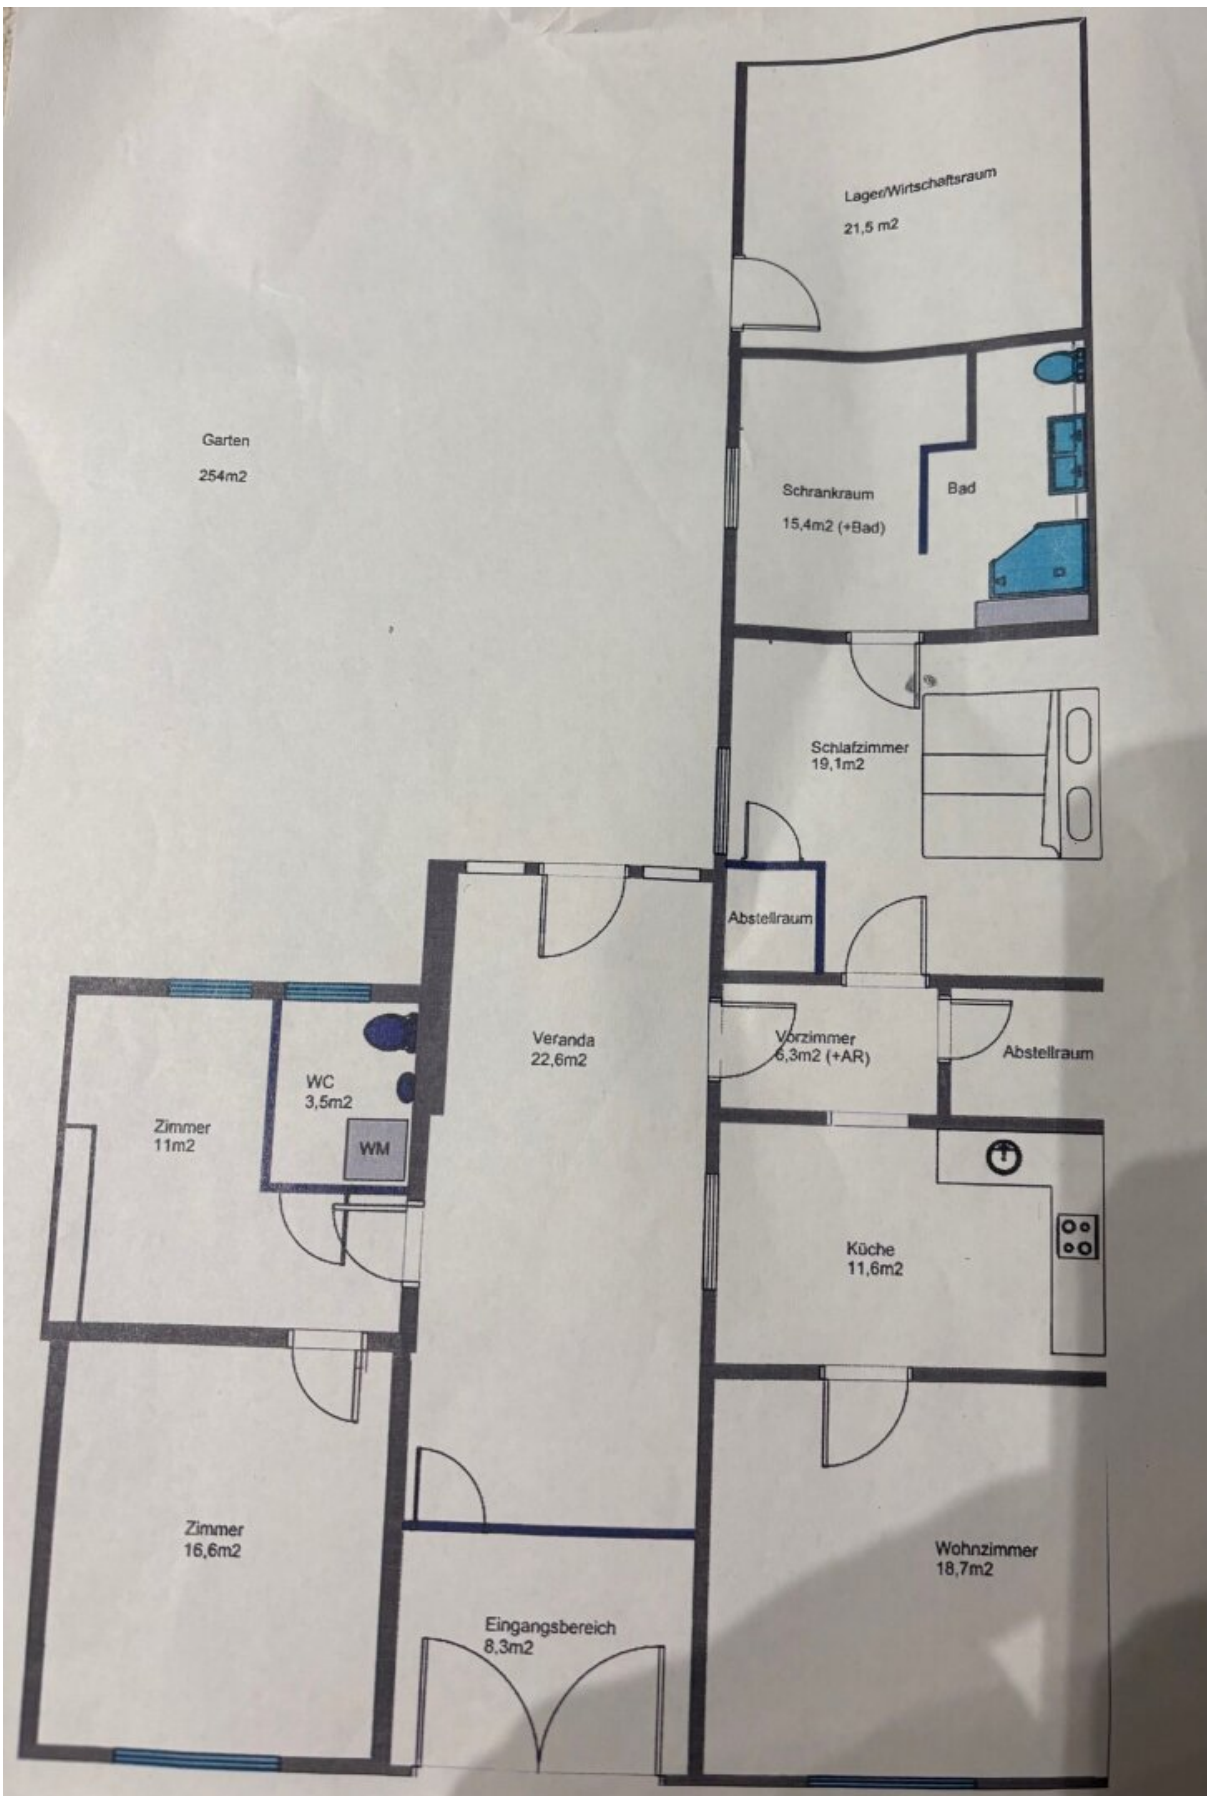 Lager/Wirtschaftsraum
21,5 m2
Garten
254m2
Schrankraum
15,4m2 (+Bad)
Bad
Schlafzimmer
19,1m2
Abstellraum
Veranda
22,6m2
Vorzimmer
6,3m2 (+AR)
Abstellraum
WC
3,5m2
WM
Zimmer
11m2
Küche
11,6m2
Zimmer
16,6m2
Wohnzimmer
18,7m2
Eingangsbereich
8,3m2